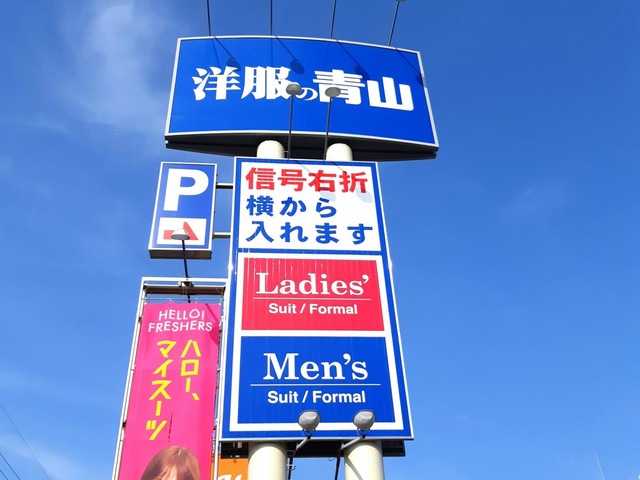 洋服の青山
P
信号右折
横から
入れます
Ladies'
Suit / Formal
Men's
Suit / Formal
HELLO!
FRESHERS
ハロー、
マイスーツ